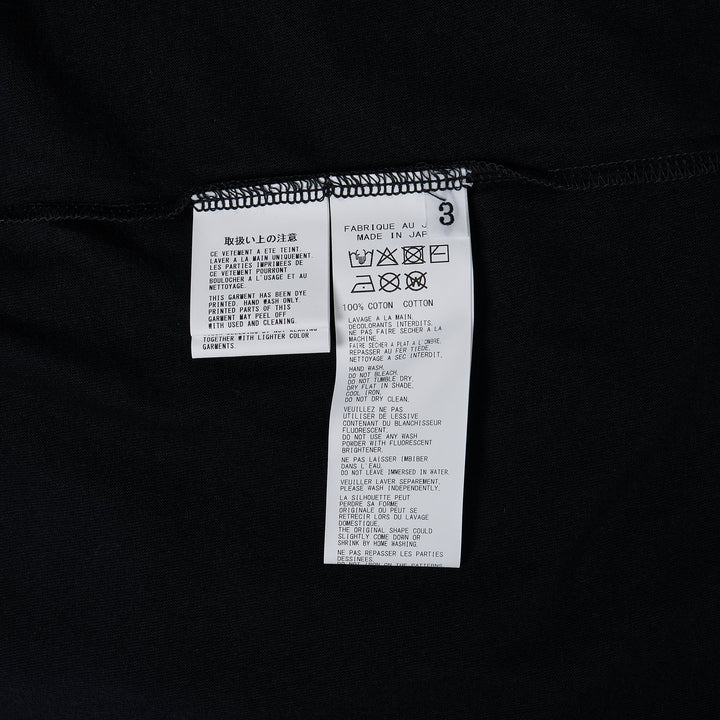 取扱い上の注意
CE VETEMENT A ETE TEINT.
LAVER A LA MAIN UNIQUEMENT.
LES PARTIES IMPRIMEES DE
CE VETEMENT POURRONT
BOULOCHER A L'USAGE ET AU
NETTOYAGE.
THIS GARMENT HAS BEEN DYE
PRINTED. HAND WASH ONLY.
PRINTED PARTS OF THIS
GARMENT MAY PEEL OFF
WITH USED AND CLEANING.
TOGETHER WITH LIGHTER COLOR
GARMENTS.
3
FABRIQUE AU J
MADE IN JAP
100% COTON COTTON
LAVAGE A LA MAIN.
DECOLORANTS INTERDITS.
NE PAS FAIRE SECHER A LA
MACHINE.
FAIRE SECHER A PLAT A L'OMBRE.
REPASSER AU FER TIEDE.
NETTOYAGE A SEC INTERDIT.
HAND WASH.
DO NOT BLEACH.
DO NOT TUMBLE DRY.
DRY FLAT IN SHADE.
COOL IRON.
DO NOT DRY CLEAN.
VEUILLEZ NE PAS
UTILISER DE LESSIVE
CONTENANT DU BLANCHISSEUR
FLUORESCENT.
DO NOT USE ANY WASH
POWDER WITH FLUORESCENT
BRIGHTENER.
NE PAS LAISSER IMBIBER
DANS L'EAU.
DO NOT LEAVE IMMERSED IN WATER.
VEUILLER LAVER SEPAREMENT.
PLEASE WASH INDEPENDENTLY.
LA SILHOUETTE PEUT
PERDRE SA FORME
ORIGINALE OU PEUT SE
RETRECIR LORS DU LAVAGE
DOMESTIQUE.
THE ORIGINAL SHAPE COULD
SLIGHTLY COME DOWN OR
SHRINK BY HOME WASHING.
NE PAS REPASSER LES PARTIES
DESSINEES.
DO NOT IRON ON THE PATTERNS.